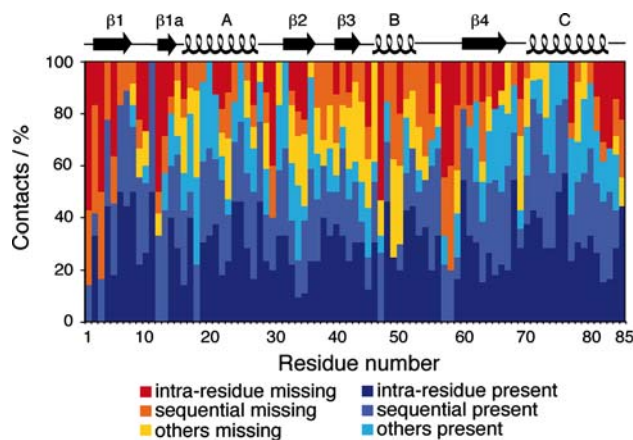 β1 β1a A β2 β3 B β4 C
100
80
60
40
20
0
Contacts / %
1 10 20 30 40 50 60 70 80 85
Residue number
intra-residue missing intra-residue present
sequential missing sequential present
others missing others present